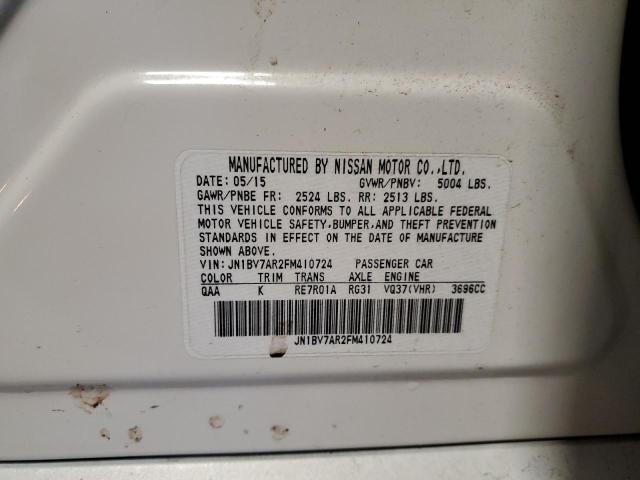 MANUFACTURED BY NISSAN MOTOR CO.,LTD.
DATE: 05/15 GVWR/PNBV: 5004 LBS.
GAWR/PNBE FR: 2524 LBS. RR: 2513 LBS.
THIS VEHICLE CONFORMS TO ALL APPLICABLE FEDERAL
MOTOR VEHICLE SAFETY,BUMPER,AND THEFT PREVENTION
STANDARDS IN EFFECT ON THE DATE OF MANUFACTURE
SHOWN ABOVE.
VIN: JN1BV7AR2FM410724 PASSENGER CAR
COLOR TRIM TRANS AXLE ENGINE
QAA K RE7R01A RG31 VQ37(VHR) 3696CC
JN1BV7AR2FM410724